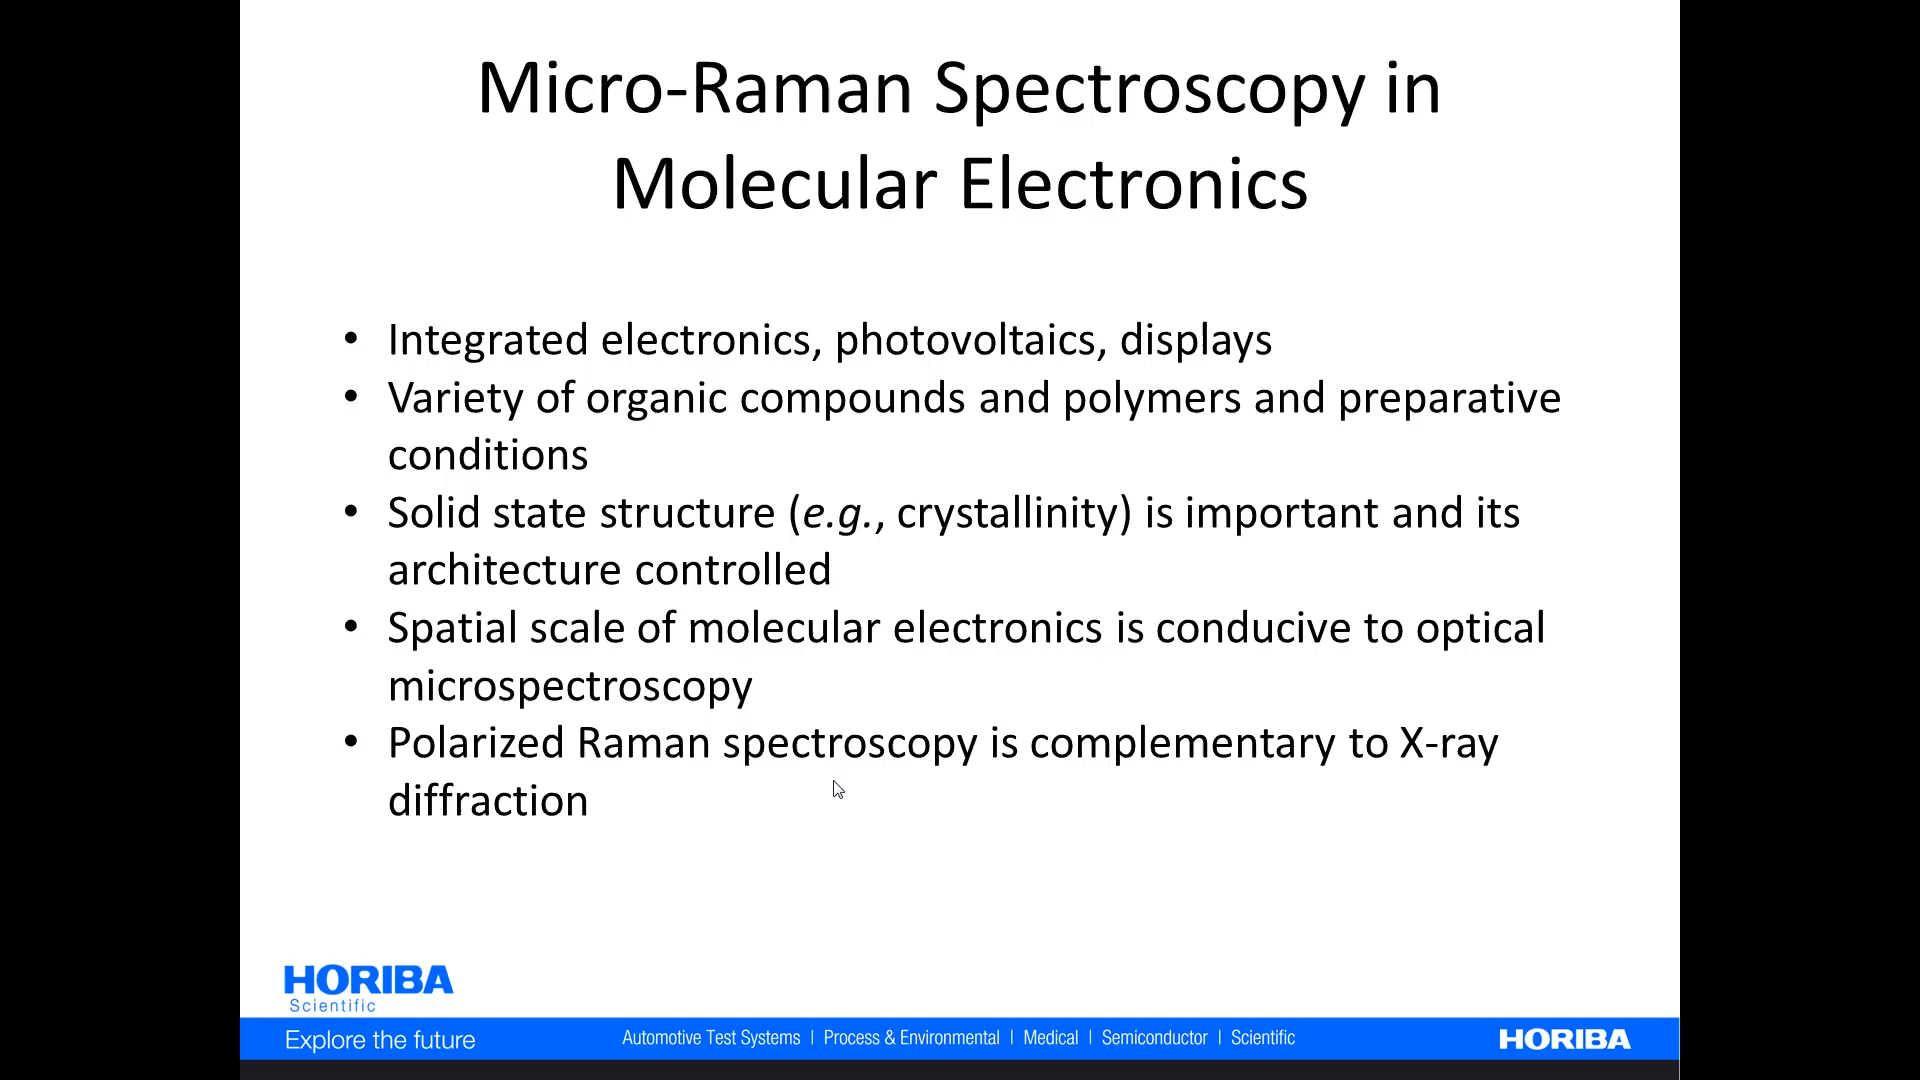 Micro-Raman Spectroscopy in
Molecular Electronics
• Integrated electronics, photovoltaics, displays
• Variety of organic compounds and polymers and preparative
conditions
• Solid state structure (e.g., crystallinity) is important and its
architecture controlled
• Spatial scale of molecular electronics is conducive to optical
microspectroscopy
• Polarized Raman spectroscopy is complementary to X-ray
diffraction
HORIBA
Scientific
Explore the future
Automotive Test Systems | Process & Environmental | Medical | Semiconductor | Scientific
HORIBA